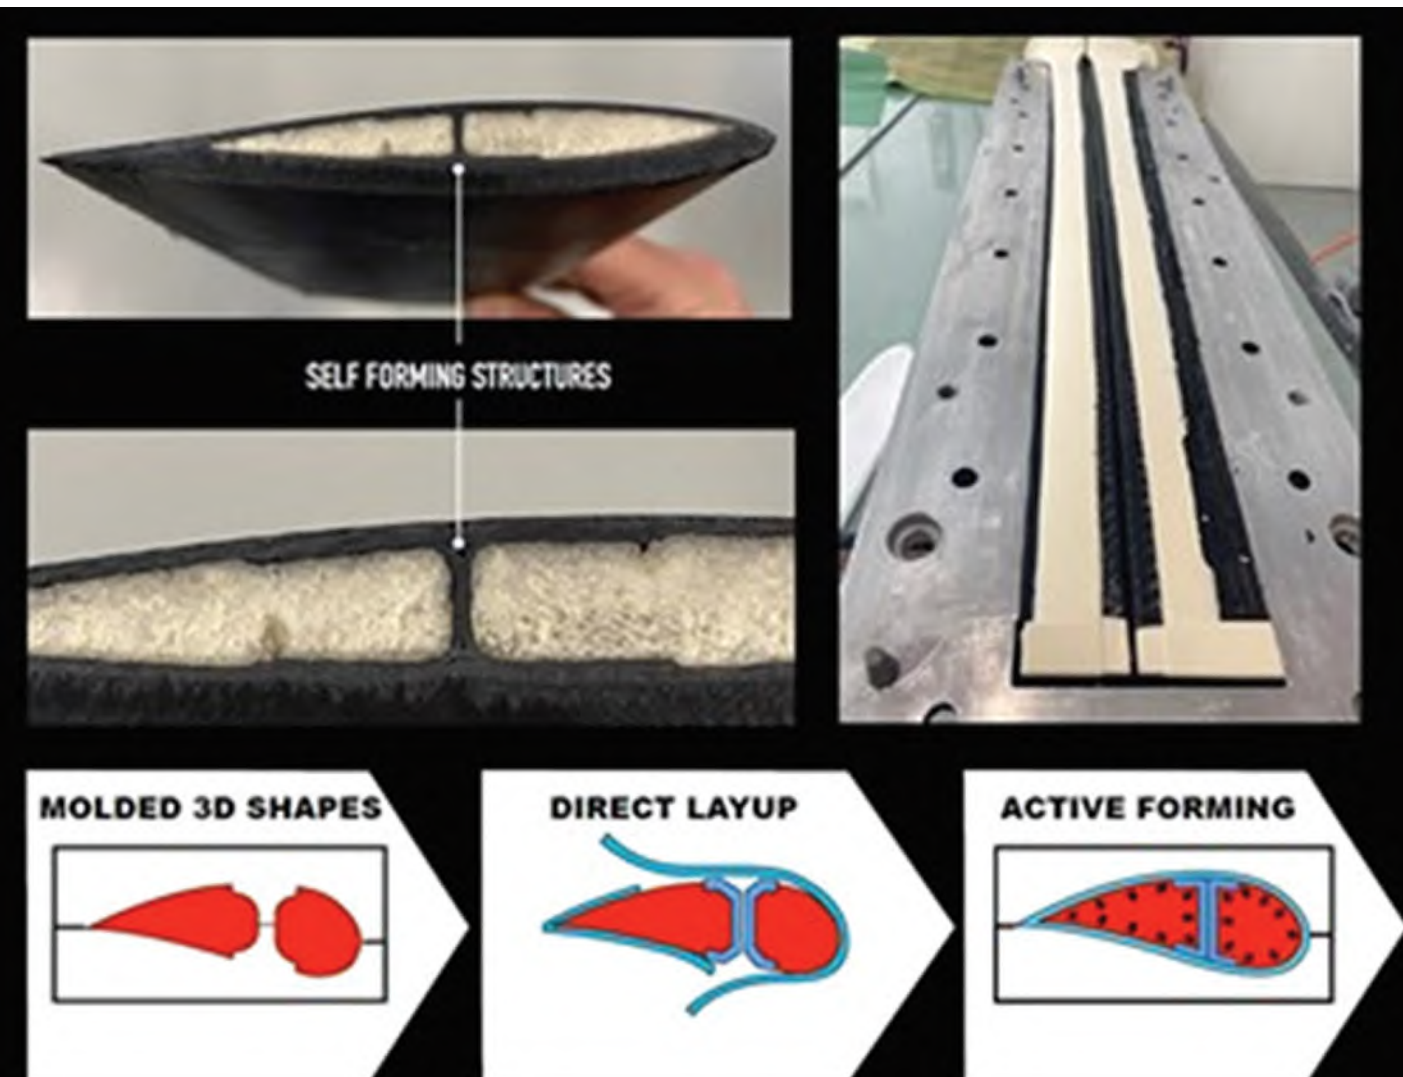 SELF FORMING STRUCTURES
MOLDED 3D SHAPES
DIRECT LAYUP
ACTIVE FORMING